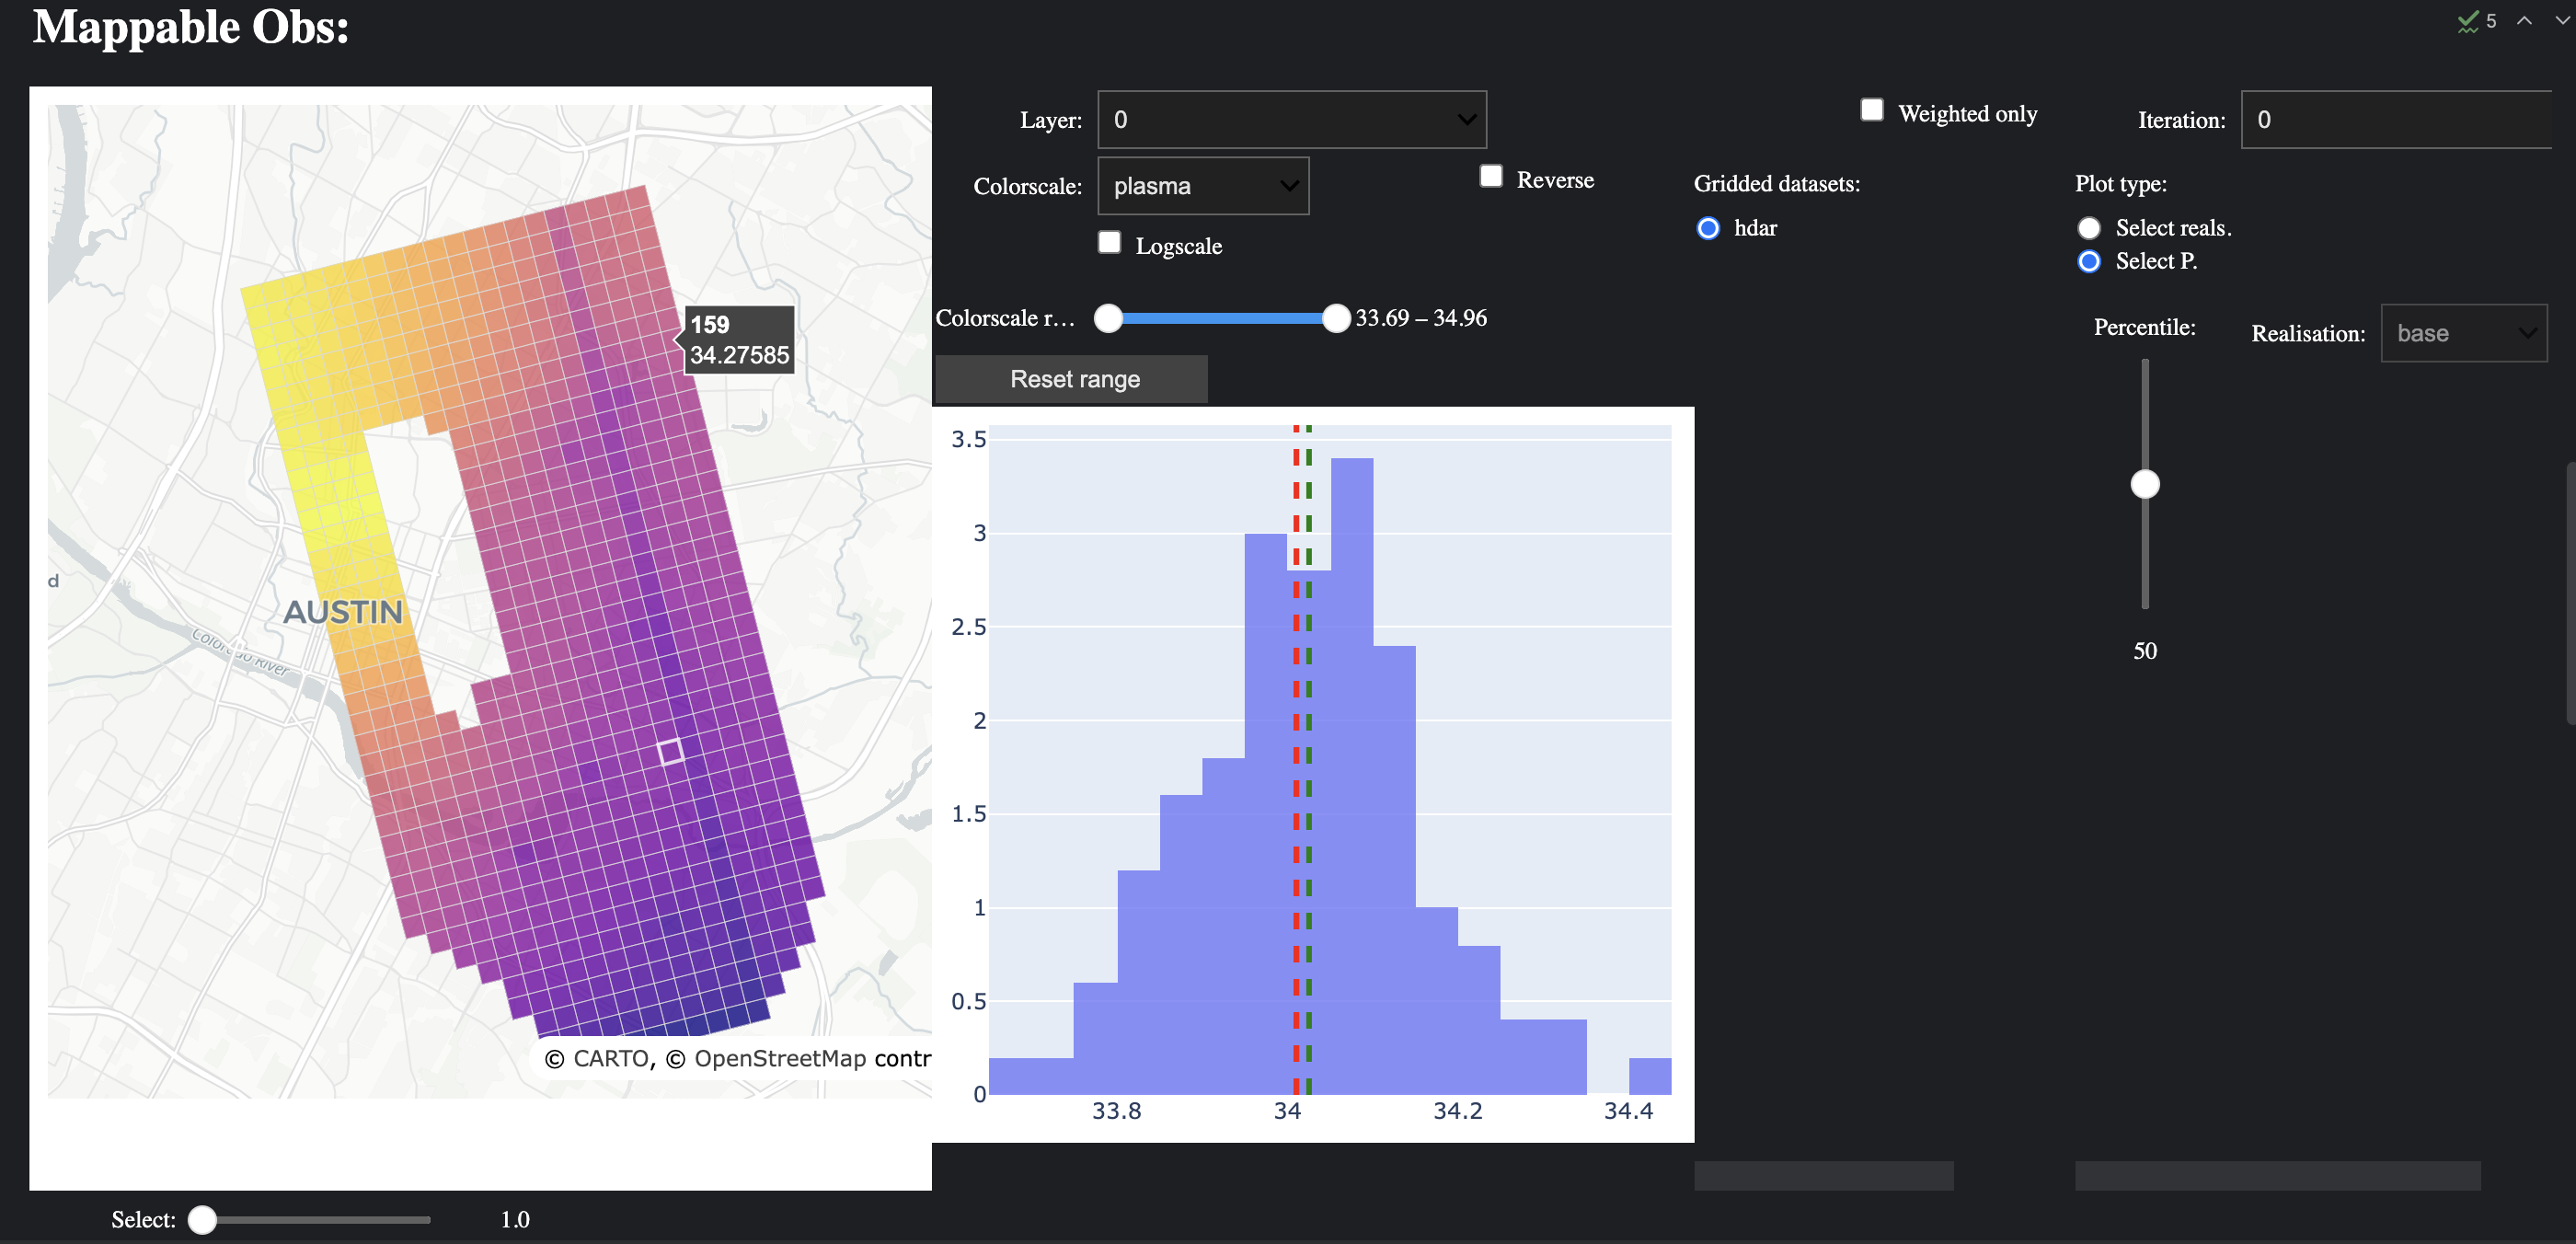 Mappable Obs:
5
Layer:
0
Weighted only
Iteration:
0
Colorscale:
plasma
Reverse
Gridded datasets:
Plot type:
Logscale
hdar
Select reals.
Select P.
Colorscale r…
33.69 – 34.96
Percentile:
Realisation:
base
Reset range
159
34.27585
3.5
3
2.5
2
1.5
1
0.5
0
33.8
34
34.2
34.4
50
d
AUSTIN
Colorado River
© CARTO, © OpenStreetMap contr
Select:
1.0